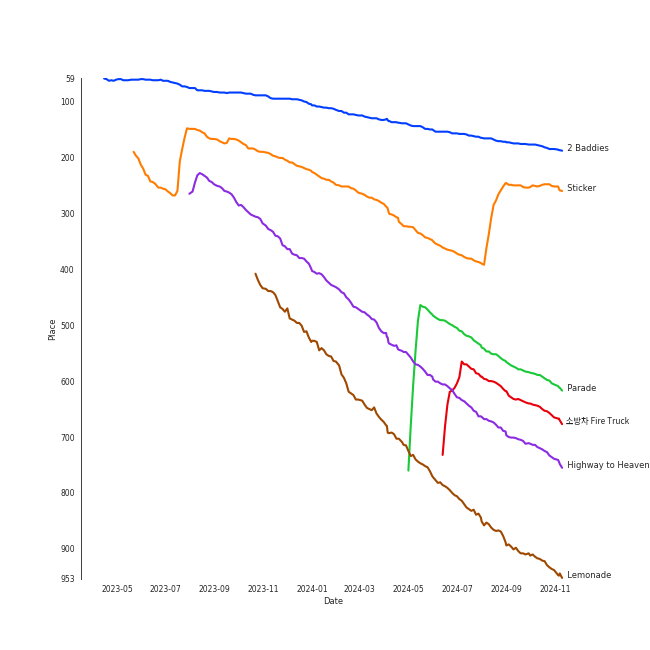 59
100
200
300
400
500
600
700
800
900
953
Place
2023-05
2023-07
2023-09
2023-11
2024-01
2024-03
2024-05
2024-07
2024-09
2024-11
Date
2 Baddies
Sticker
Parade
소방차 Fire Truck
Highway to Heaven
Lemonade